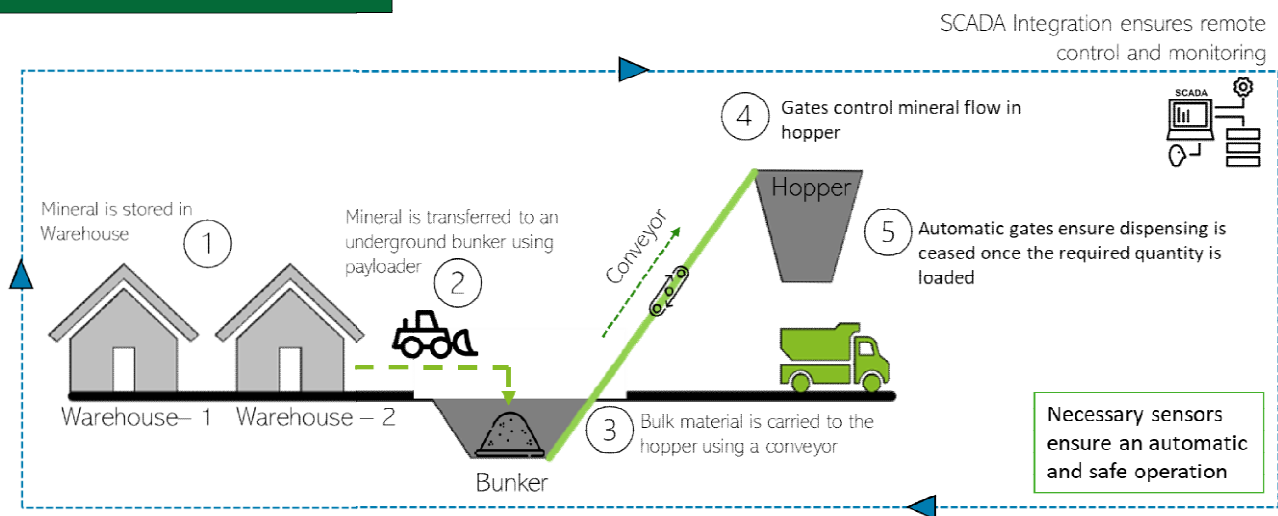 SCADA Integration ensures remote
control and monitoring
SCADA
4
Gates control mineral flow in
hopper
Mineral is stored in
Warehouse
1
Mineral is transferred to an
underground bunker using
payloader
2
Conveyor
Hopper
5
Automatic gates ensure dispensing is
ceased once the required quantity is
loaded
Warehouse– 1
Warehouse – 2
3
Bulk material is carried to the
hopper using a conveyor
Bunker
Necessary sensors
ensure an automatic
and safe operation